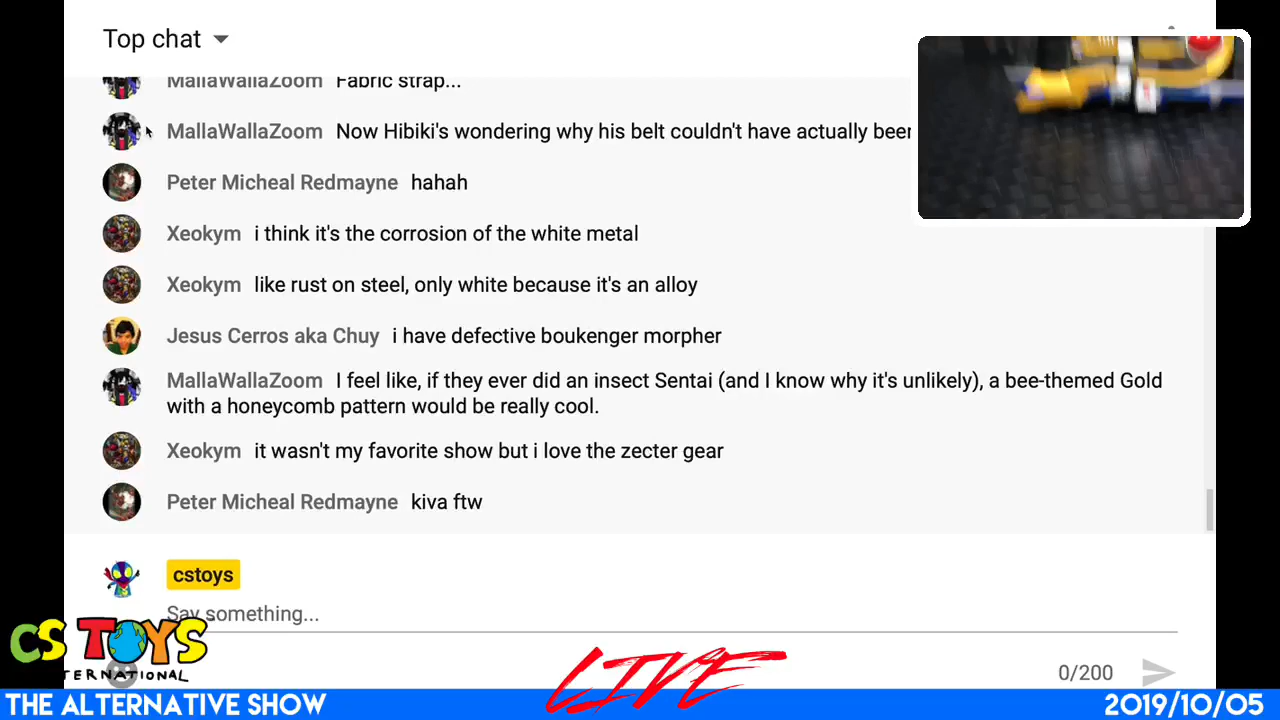 Top chat
MallaWallaZoom Fabric strap...
MallaWallaZoom Now Hibiki's wondering why his belt couldn't have actually been
Peter Micheal Redmayne hahah
Xeokym i think it's the corrosion of the white metal
Xeokym like rust on steel, only white because it's an alloy
Jesus Cerros aka Chuy i have defective boukenger morpher
MallaWallaZoom I feel like, if they ever did an insect Sentai (and I know why it's unlikely), a bee-themed Gold
with a honeycomb pattern would be really cool.
Xeokym it wasn't my favorite show but i love the zecter gear
Peter Micheal Redmayne kiva ftw
cstoys
Say something...
CS TOYS
TERNATIONAL
LIVE
0/200
THE ALTERNATIVE SHOW
2019/10/05